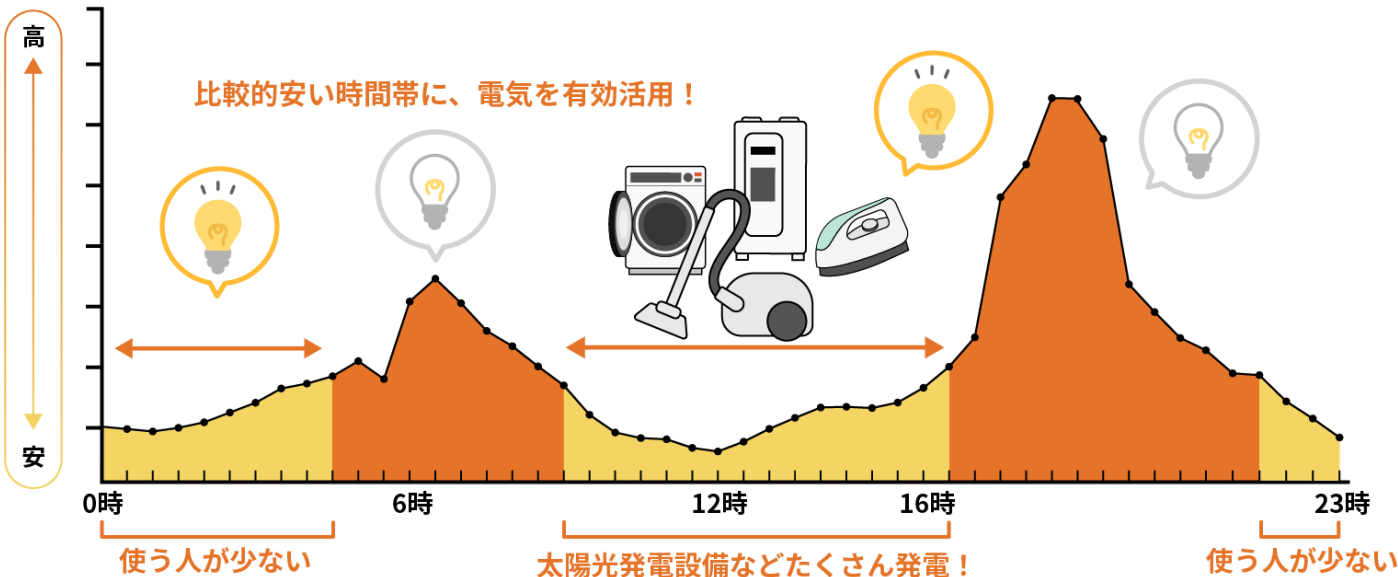 高
比較的安い時間帯に、電気を有効活用！
安
0時
6時
12時
16時
23時
使う人が少ない
太陽光発電設備などたくさん発電！
使う人が少ない